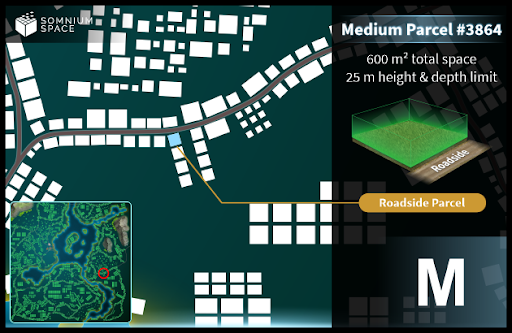 SOMNIUM
SPACE
Medium Parcel #3864
600 m² total space
25 m height & depth limit
Roadside
Roadside Parcel
M